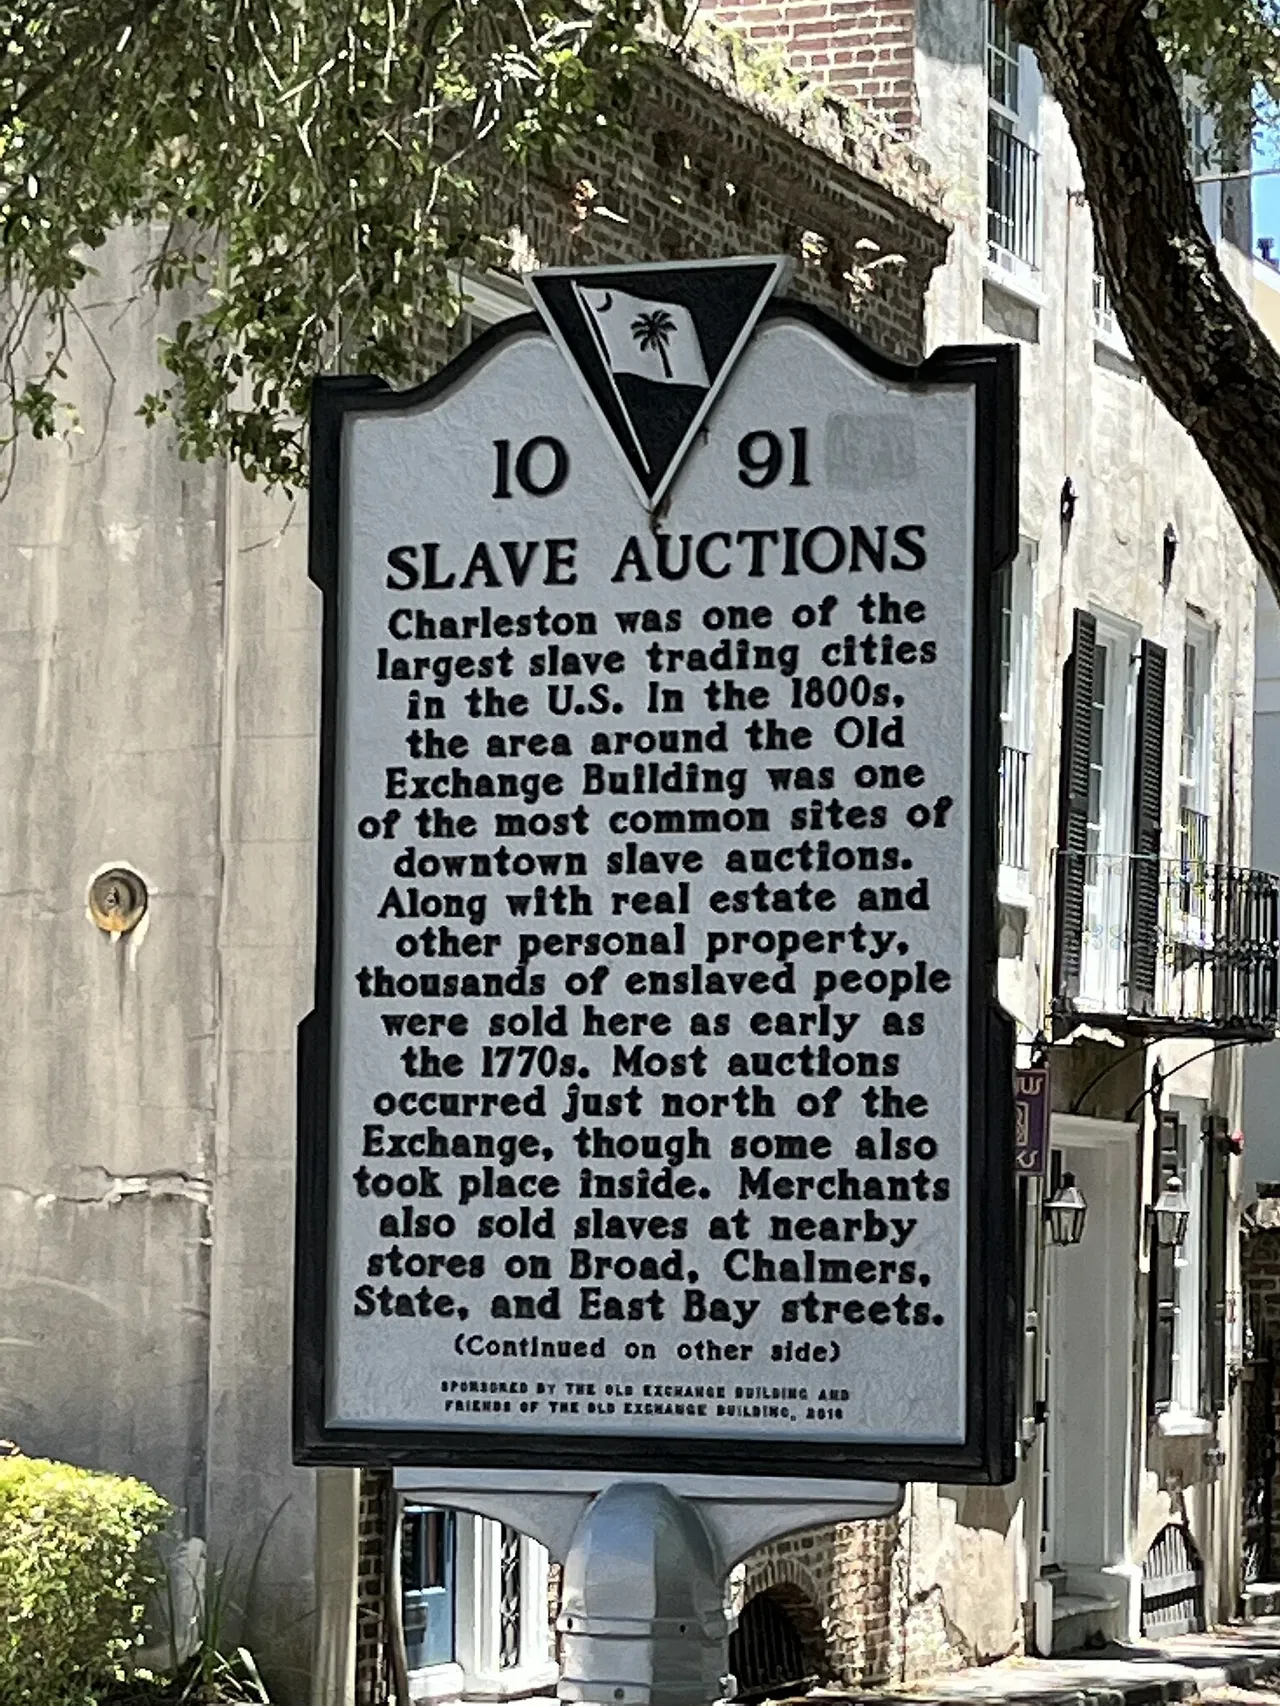 10 91
SLAVE AUCTIONS
Charleston was one of the
largest slave trading cities
in the U.S. In the 1800s,
the area around the Old
Exchange Building was one
of the most common sites of
downtown slave auctions.
Along with real estate and
other personal property,
thousands of enslaved people
were sold here as early as
the 1770s. Most auctions
occurred just north of the
Exchange, though some also
took place inside. Merchants
also sold slaves at nearby
stores on Broad, Chalmers,
State, and East Bay streets.
(Continued on other side)
SPONSORED BY THE OLD EXCHANGE BUILDING AND
FRIENDS OF THE OLD EXCHANGE BUILDING, 2016